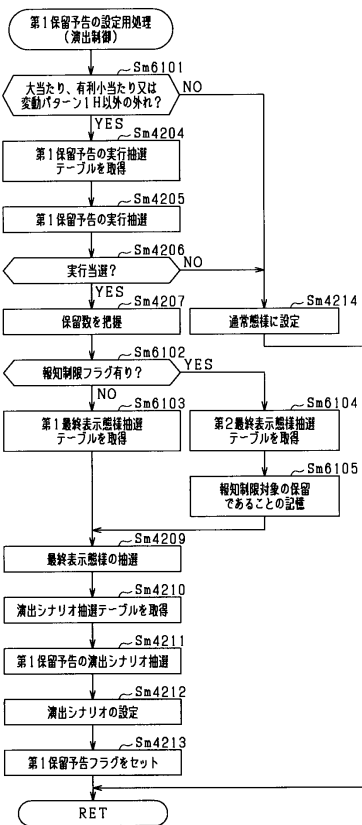 第1保留予告の設定用処理
(演出制御)
Sm6101
大当たり、有利小当たり又は
変動パターン1H以外の外れ?
NO
YES
Sm4204
第1保留予告の実行抽選
テーブルを取得
Sm4205
第1保留予告の実行抽選
Sm4206
実行当選?
NO
YES
Sm4207
保留数を把握
Sm4214
通常態様に設定
Sm6102
報知制限フラグ有り?
YES
NO
Sm6103
第1最終表示態様抽選
テーブルを取得
Sm6104
第2最終表示態様抽選
テーブルを取得
Sm6105
報知制限対象の保留
であることの記憶
Sm4209
最終表示態様の抽選
Sm4210
演出シナリオ抽選テーブルを取得
Sm4211
第1保留予告の演出シナリオ抽選
Sm4212
演出シナリオの設定
Sm4213
第1保留予告フラグをセット
RET